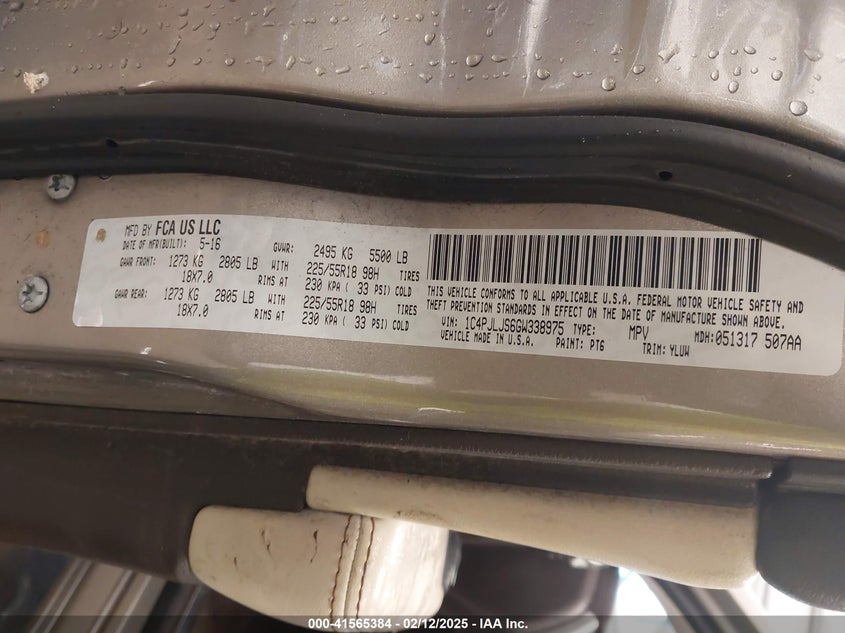 MFD BY FCA US LLC
DATE OF MFR(BUILT): 5-16 GVWR: 2495 KG 5500 LB
GAWR FRONT: 1273 KG 2805 LB WITH 225/55R18 98H TIRES
18X7.0 RIMS AT 230 KPA ( 33 PSI) COLD
GAWR REAR: 1273 KG 2805 LB WITH 225/55R18 98H TIRES
18X7.0 RIMS AT 230 KPA ( 33 PSI) COLD
THIS VEHICLE CONFORMS TO ALL APPLICABLE U.S.A. FEDERAL MOTOR VEHICLE SAFETY AND
THEFT PREVENTION STANDARDS IN EFFECT ON THE DATE OF MANUFACTURE SHOWN ABOVE.
VIN: 1C4PJLJS6GW338975 TYPE: MPV MDH:051317 507AA
VEHICLE MADE IN U.S.A. PAINT: PTG TRIM: YLUW
000-41565384 - 02/12/2025 - IAA Inc.